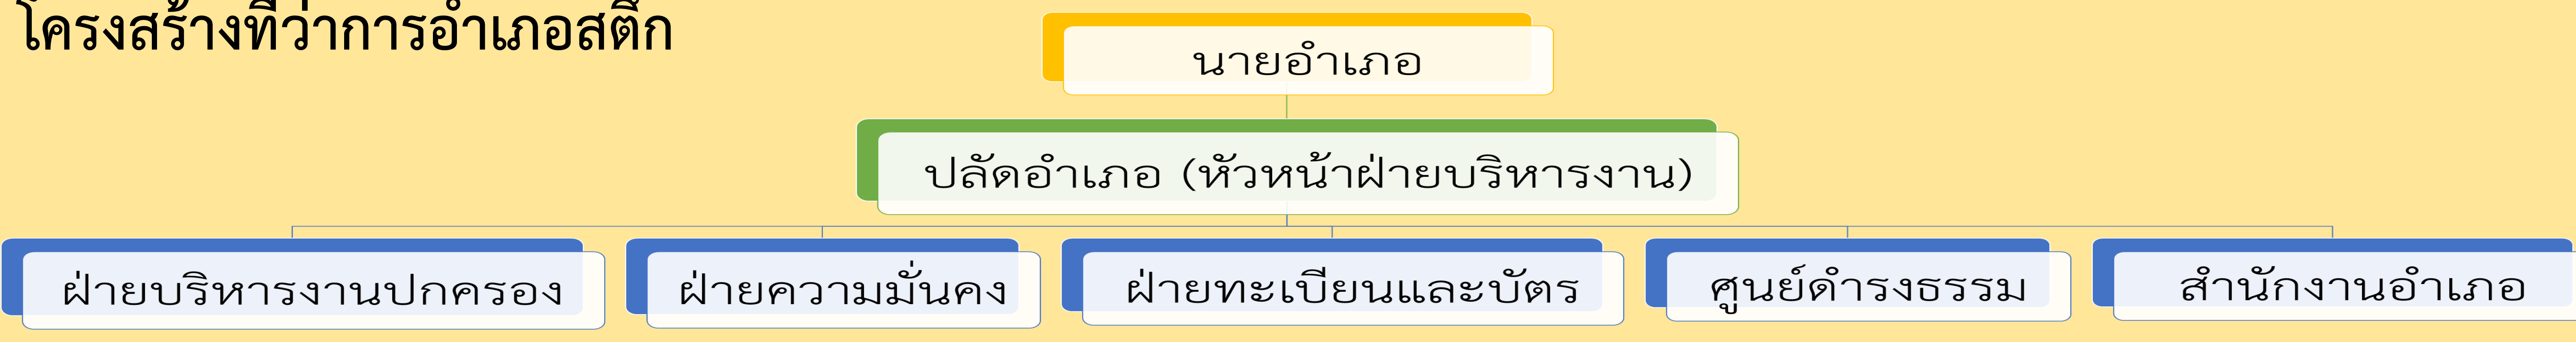 โครงสร้างที่ว่าการอำเภอสตึก
นายอำเภอ
ปลัดอำเภอ (หัวหน้าฝ่ายบริหารงาน)
ฝ่ายบริหารงานปกครอง
ฝ่ายความมั่นคง
ฝ่ายทะเบียนและบัตร
ศูนย์ดำรงธรรม
สำนักงานอำเภอ